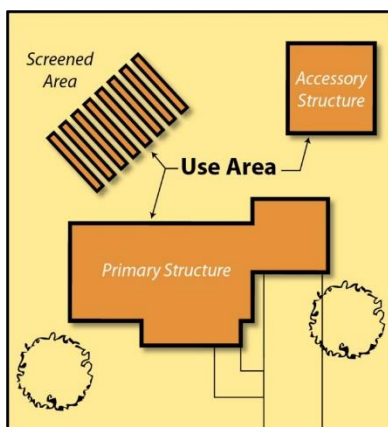 Screened
Area
Accessory
Structure
Use Area
Primary Structure